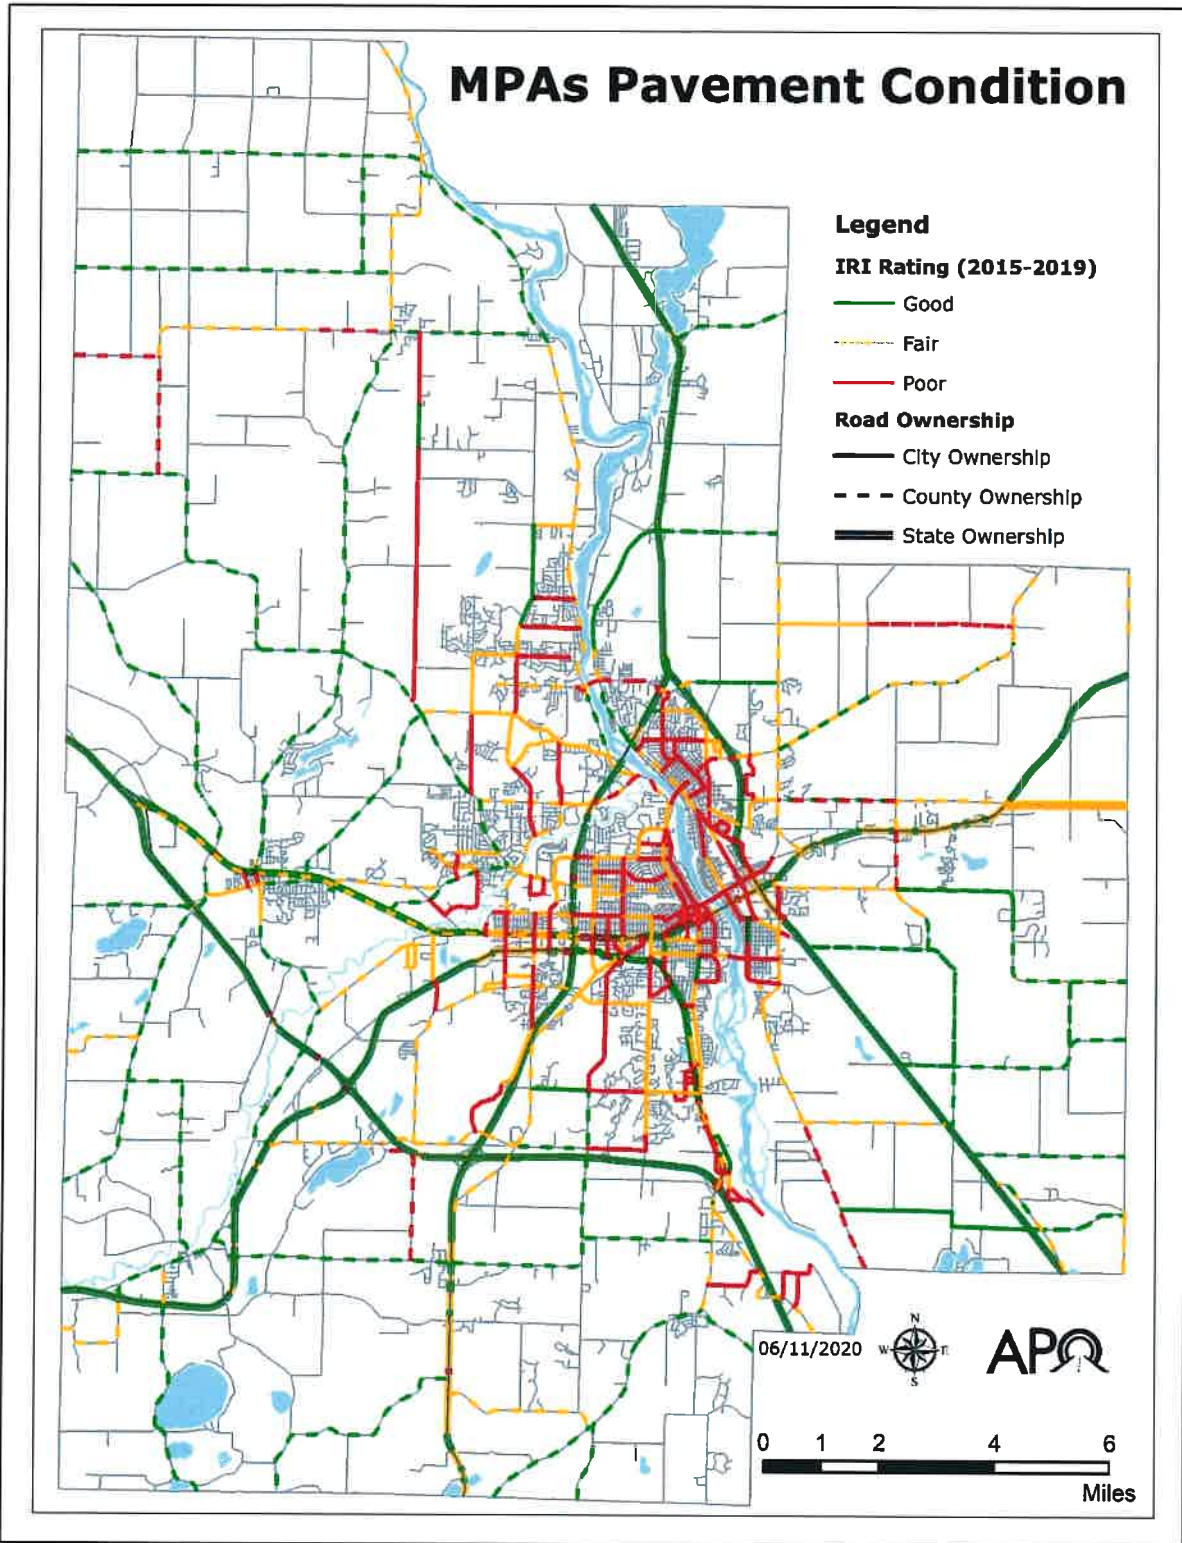 MPAs Pavement Condition
Legend
IRI Rating (2015-2019)
Good
Fair
Poor
Road Ownership
City Ownership
County Ownership
State Ownership
06/11/2020
N
W E
S
APO
0 1 2 4 6
Miles